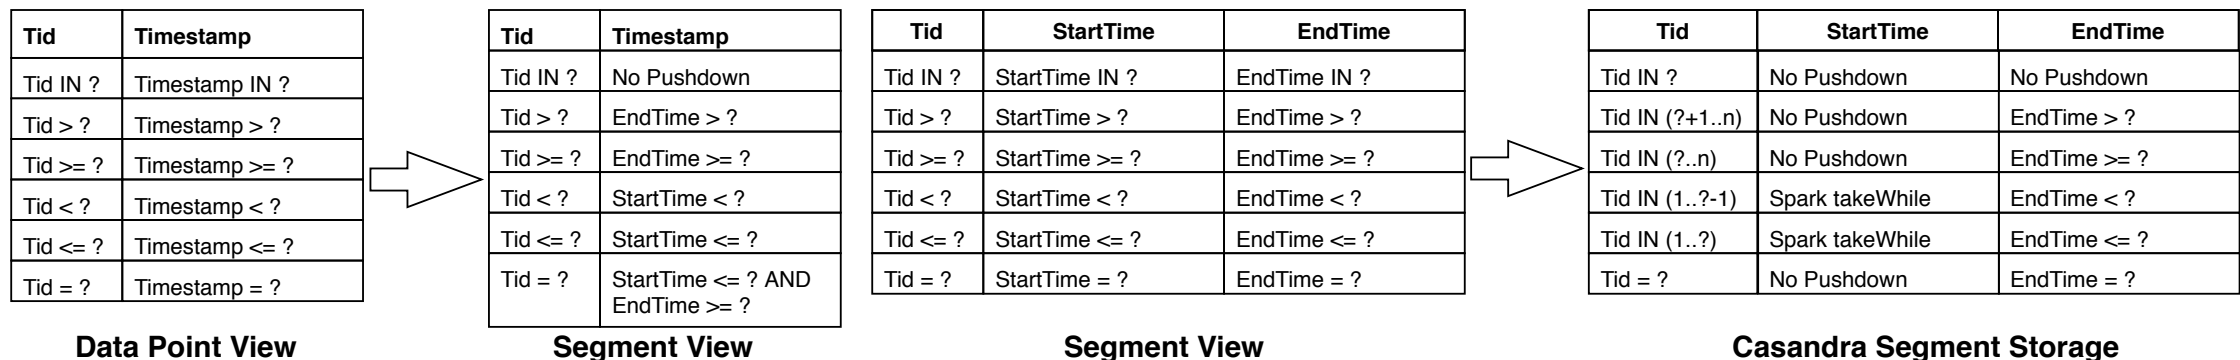 Tid Timestamp
Tid IN ? Timestamp IN ?
Tid > ? Timestamp > ?
Tid >= ? Timestamp >= ?
Tid < ? Timestamp < ?
Tid <= ? Timestamp <= ?
Tid = ? Timestamp = ?
Data Point View
Tid Timestamp
Tid IN ? No Pushdown
Tid > ? EndTime > ?
Tid >= ? EndTime >= ?
Tid < ? StartTime < ?
Tid <= ? StartTime <= ?
Tid = ? StartTime <= ? AND
EndTime >= ?
Segment View
Tid StartTime EndTime
Tid IN ? StartTime IN ? EndTime IN ?
Tid > ? StartTime > ? EndTime > ?
Tid >= ? StartTime >= ? EndTime >= ?
Tid < ? StartTime < ? EndTime < ?
Tid <= ? StartTime <= ? EndTime <= ?
Tid = ? StartTime = ? EndTime = ?
Segment View
Tid StartTime EndTime
Tid IN ? No Pushdown No Pushdown
Tid IN (?+1..n) No Pushdown EndTime > ?
Tid IN (?..n) No Pushdown EndTime >= ?
Tid IN (1..?-1) Spark takeWhile EndTime < ?
Tid IN (1..?) Spark takeWhile EndTime <= ?
Tid = ? No Pushdown EndTime = ?
Casandra Segment Storage